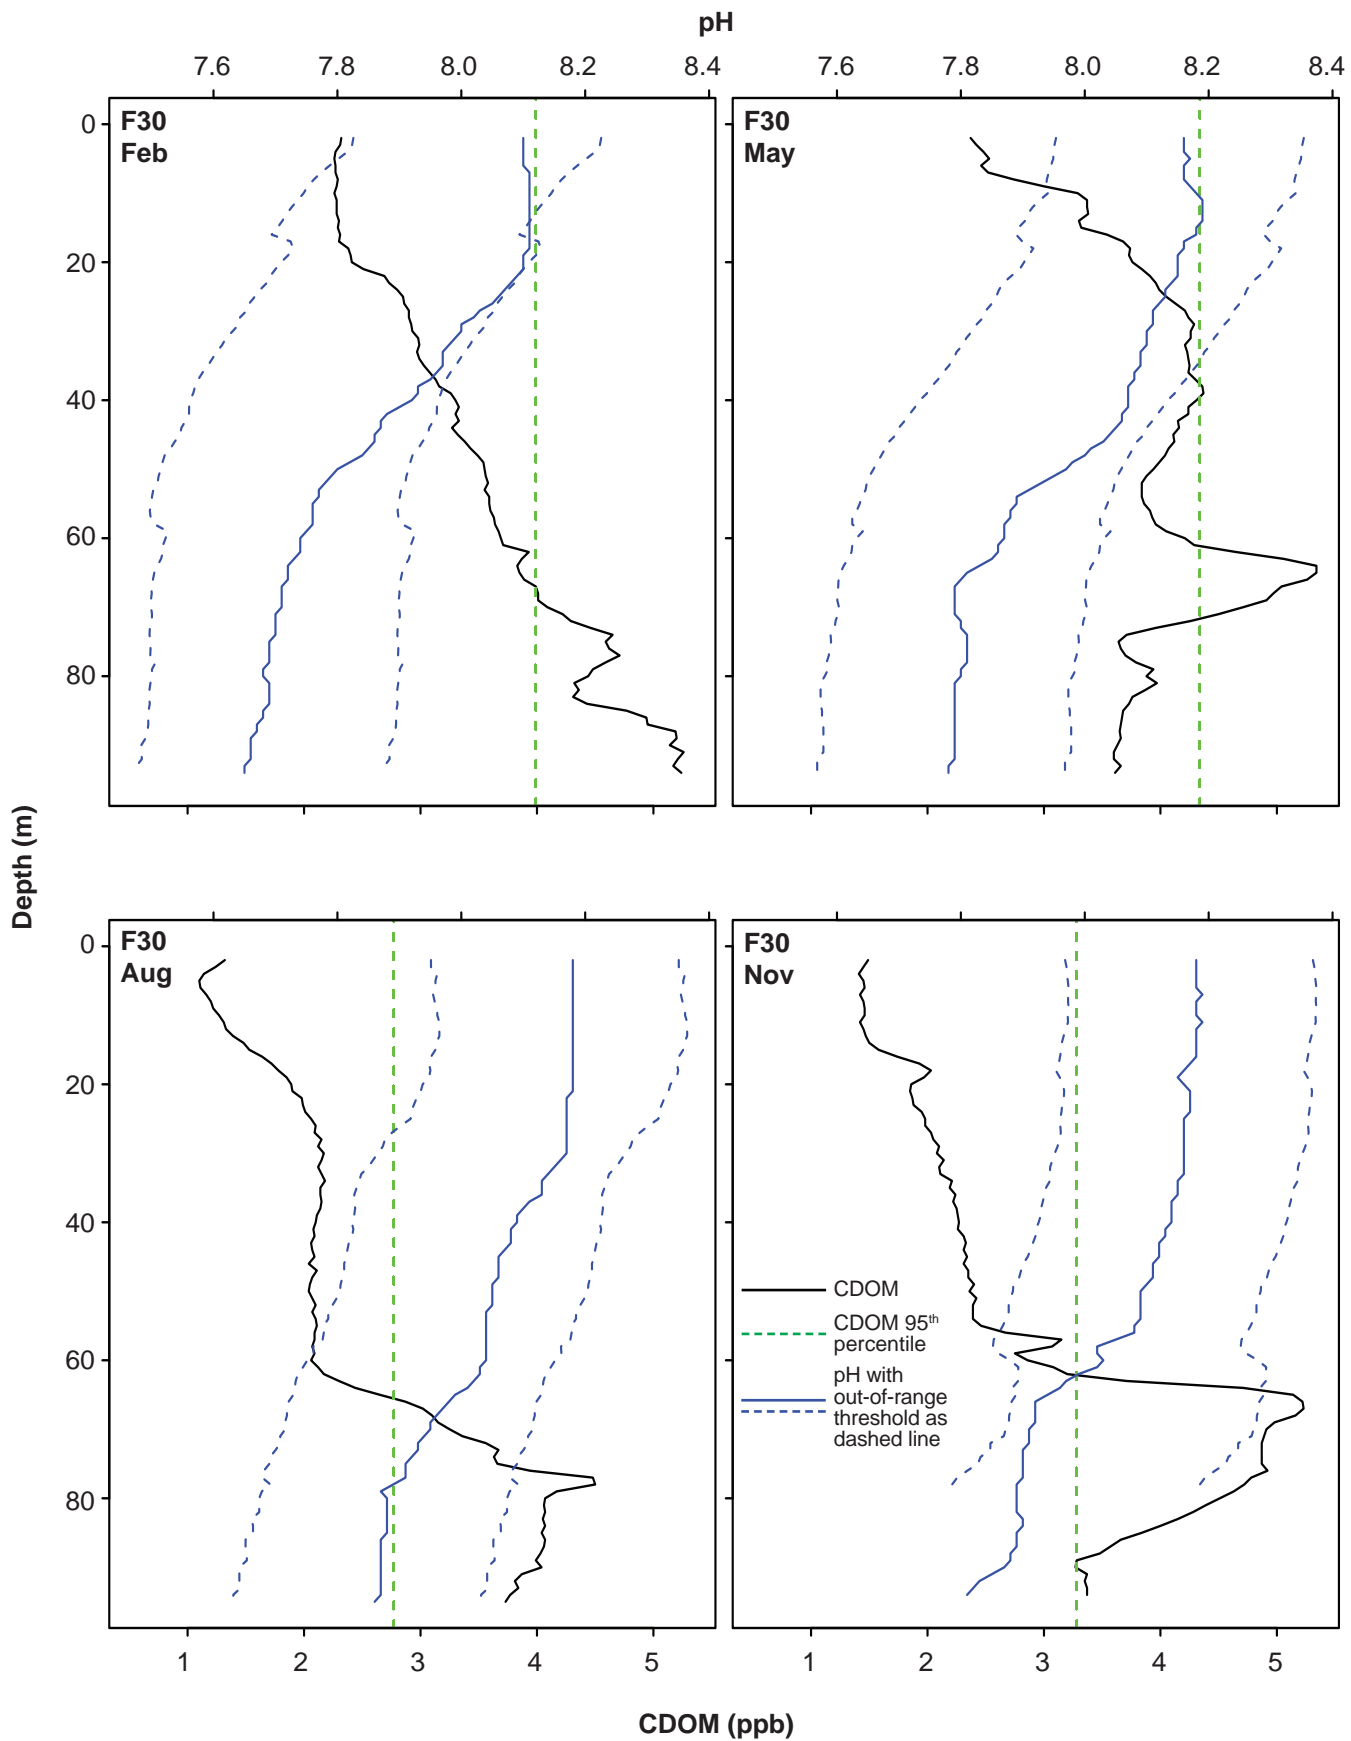 pH
7.6 7.8 8.0 8.2 8.4 7.6 7.8 8.0 8.2 8.4
F30
Feb
F30
May
0
20
40
60
80
Depth (m)
F30
Aug
F30
Nov
0
20
40
60
80
CDOM
CDOM 95th
percentile
pH with
out-of-range
threshold as
dashed line
1 2 3 4 5 1 2 3 4 5
CDOM (ppb)